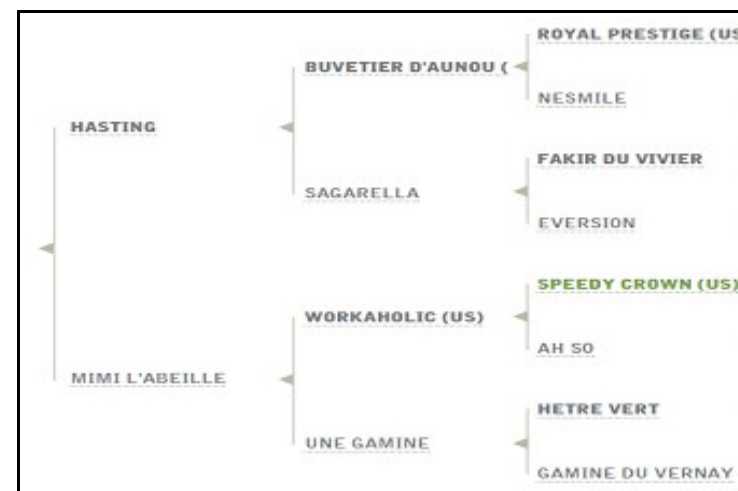 ROYAL PRESTIGE (US
BUVETIER D'AUNOU (
NESMILE
HASTING
FAKIR DU VIVIER
SAGARELLA
EVERSION
SPEEDY CROWN (US)
WORKAHOLIC (US)
AH SO
MIMI L'ABEILLE
HETRE VERT
UNE GAMINE
GAMINE DU VERNAY